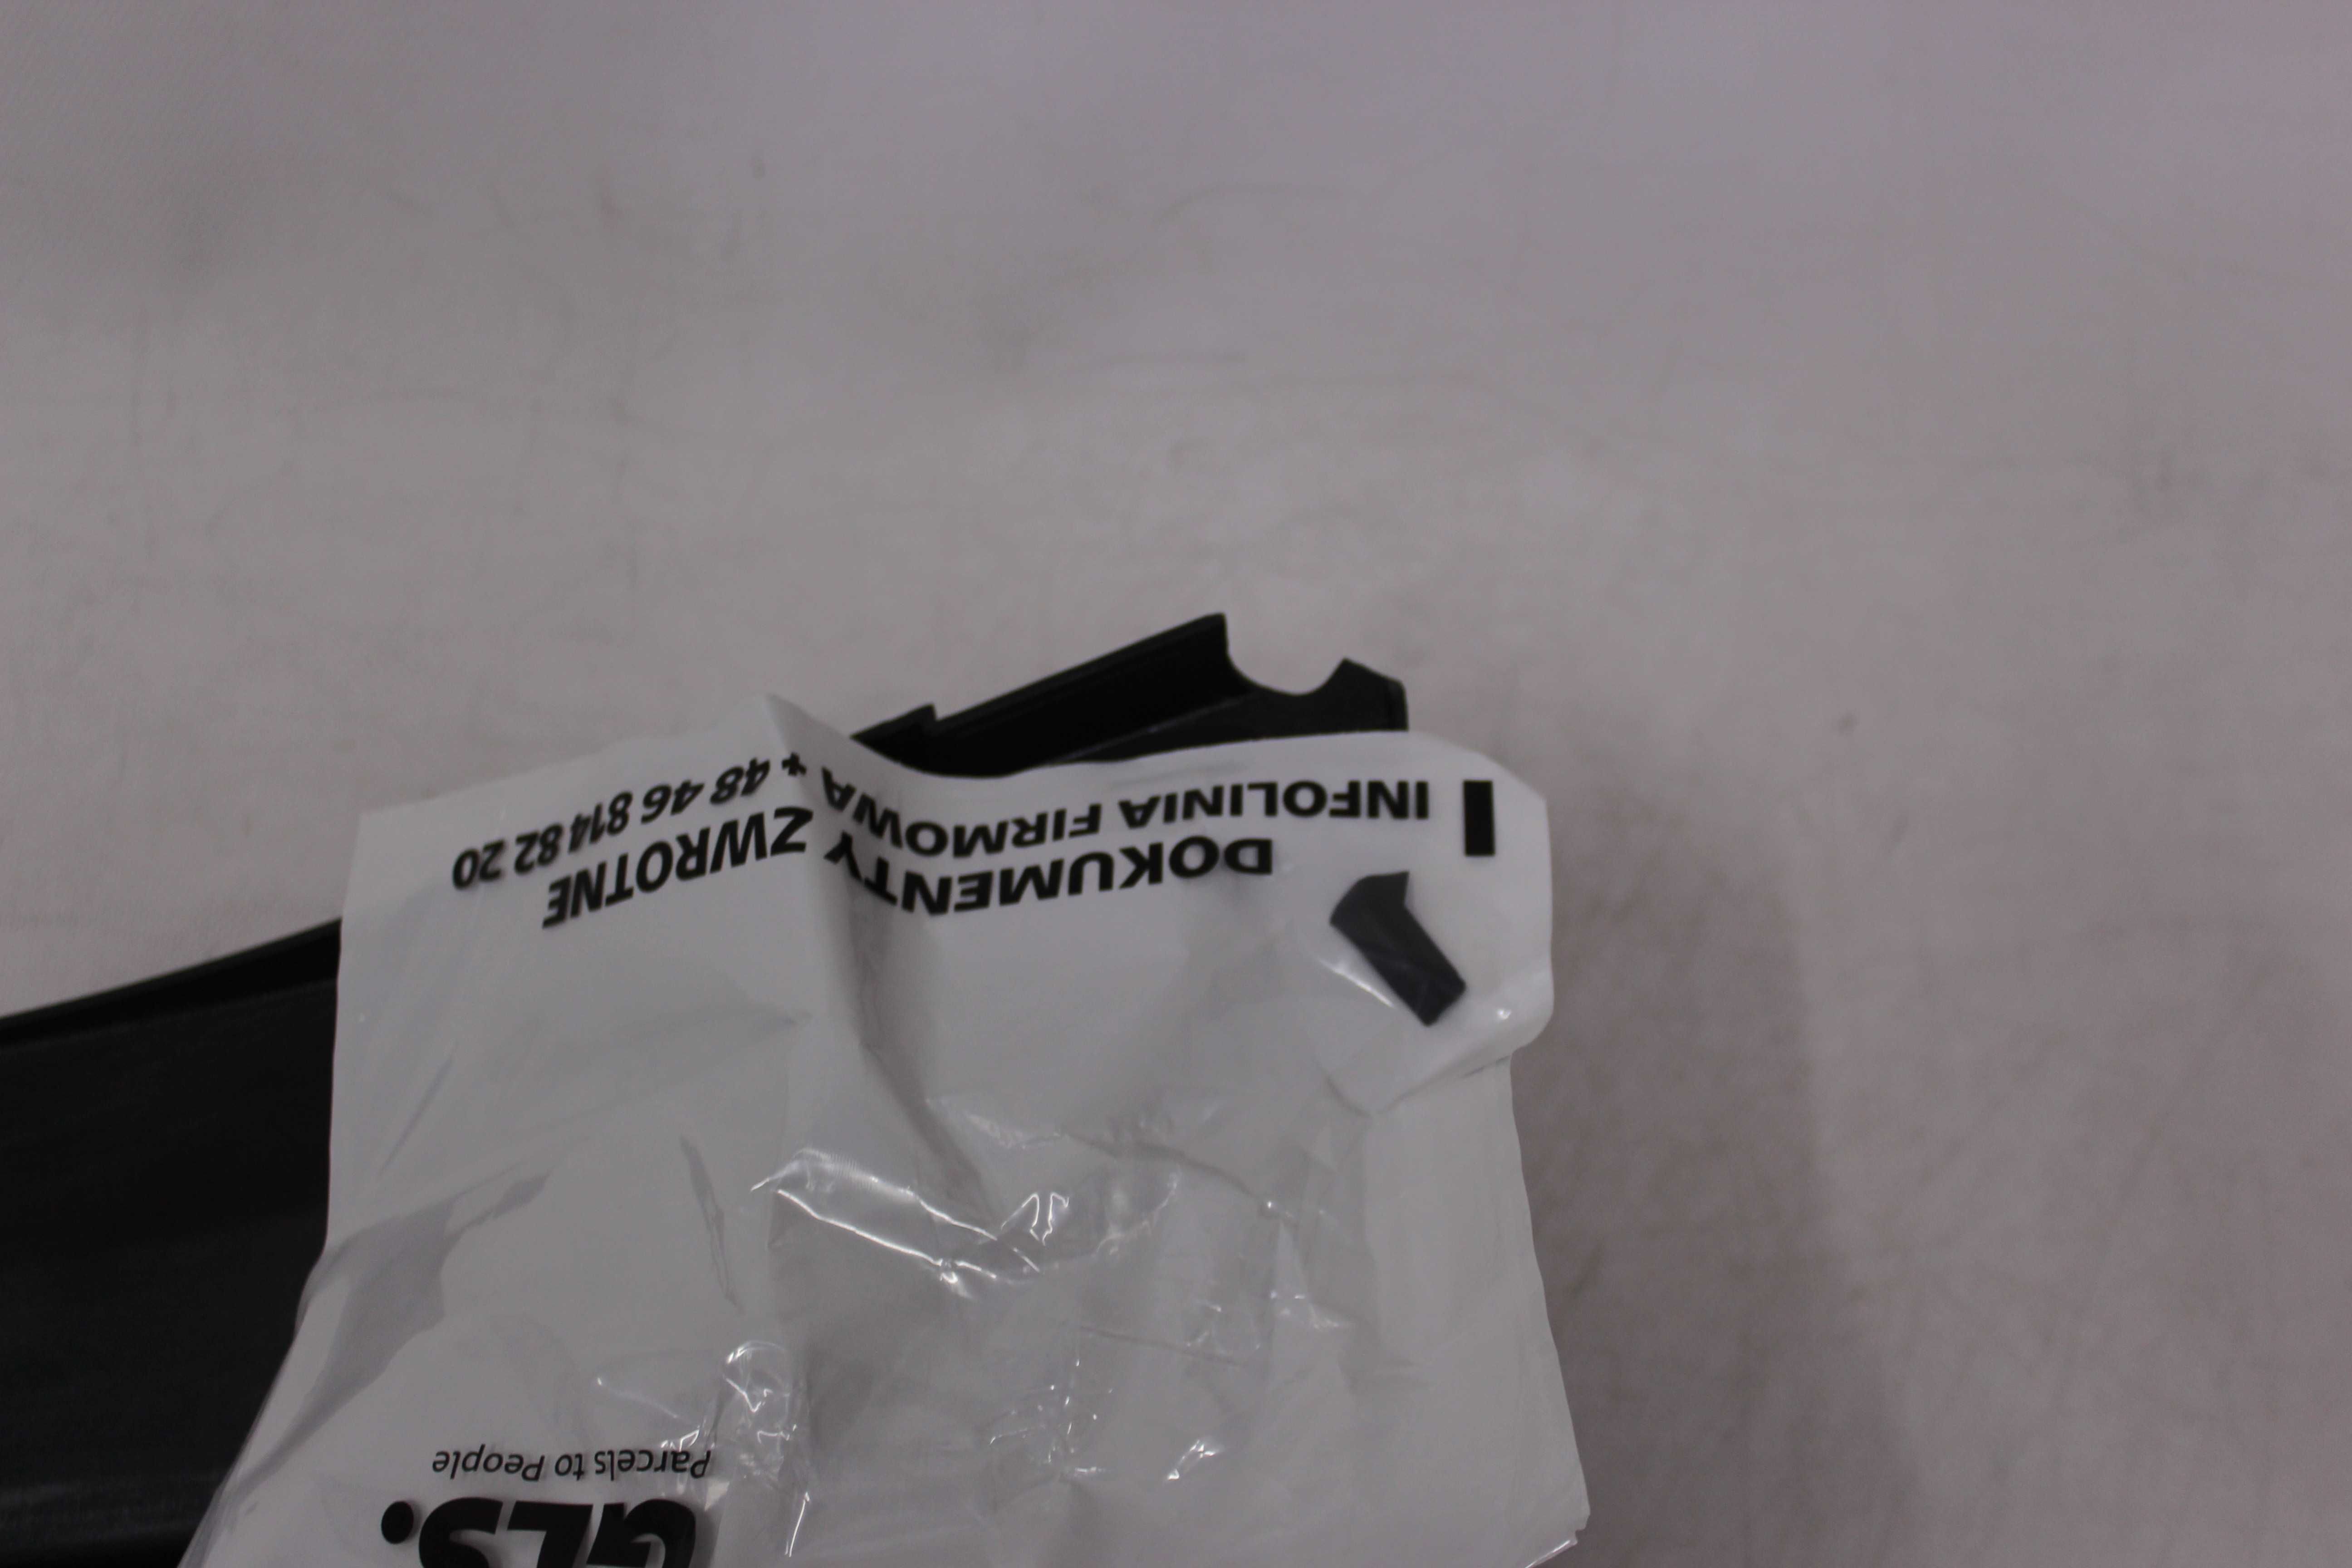 GLS.
Parcels to People
DOKUMENTY ZWROTNE
INFOLINIA FIRMOWA + 48 46 814 82 20